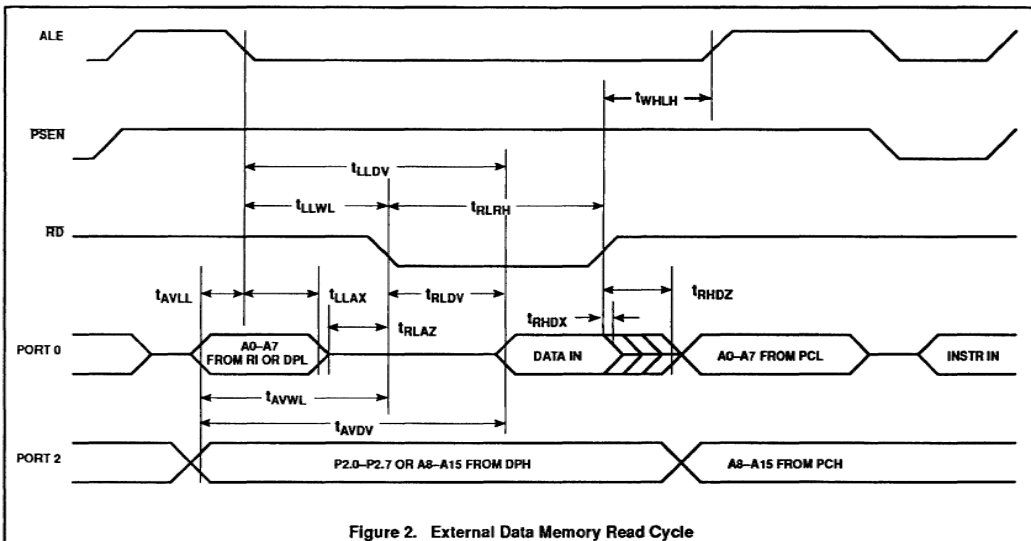 ALE
tWHLH
PSEN
tLLDV
tLLWL
tRLRH
RD
tAVLL
tLLAX
tRLDV
tRHDZ
tRLAZ
tRHDX
PORT 0
A0–A7
FROM RI OR DPL
DATA IN
A0–A7 FROM PCL
INSTR IN
tAVWL
tAVDV
PORT 2
P2.0–P2.7 OR A8–A15 FROM DPH
A8–A15 FROM PCH
Figure 2. External Data Memory Read Cycle